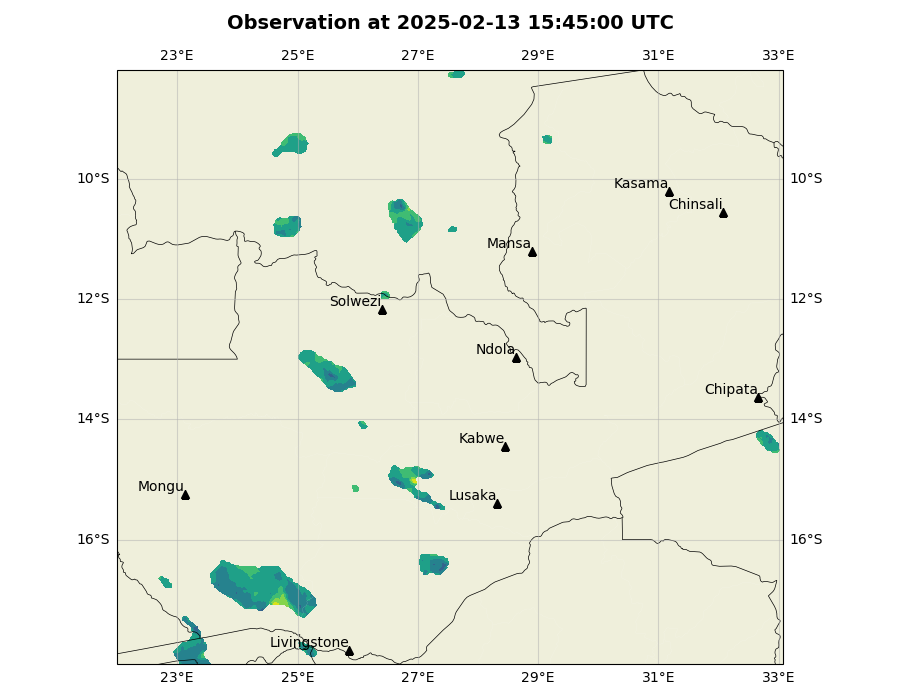 Observation at 2025-02-13 15:45:00 UTC
23°E 25°E 27°E 29°E 31°E 33°E
10°S 10°S
Kasama
Chinsali
Mansa
12°S 12°S
Solwezi
Ndola
Chipata
14°S 14°S
Kabwe
Mongu
Lusaka
16°S 16°S
Livingstone
23°E 25°E 27°E 29°E 31°E 33°E